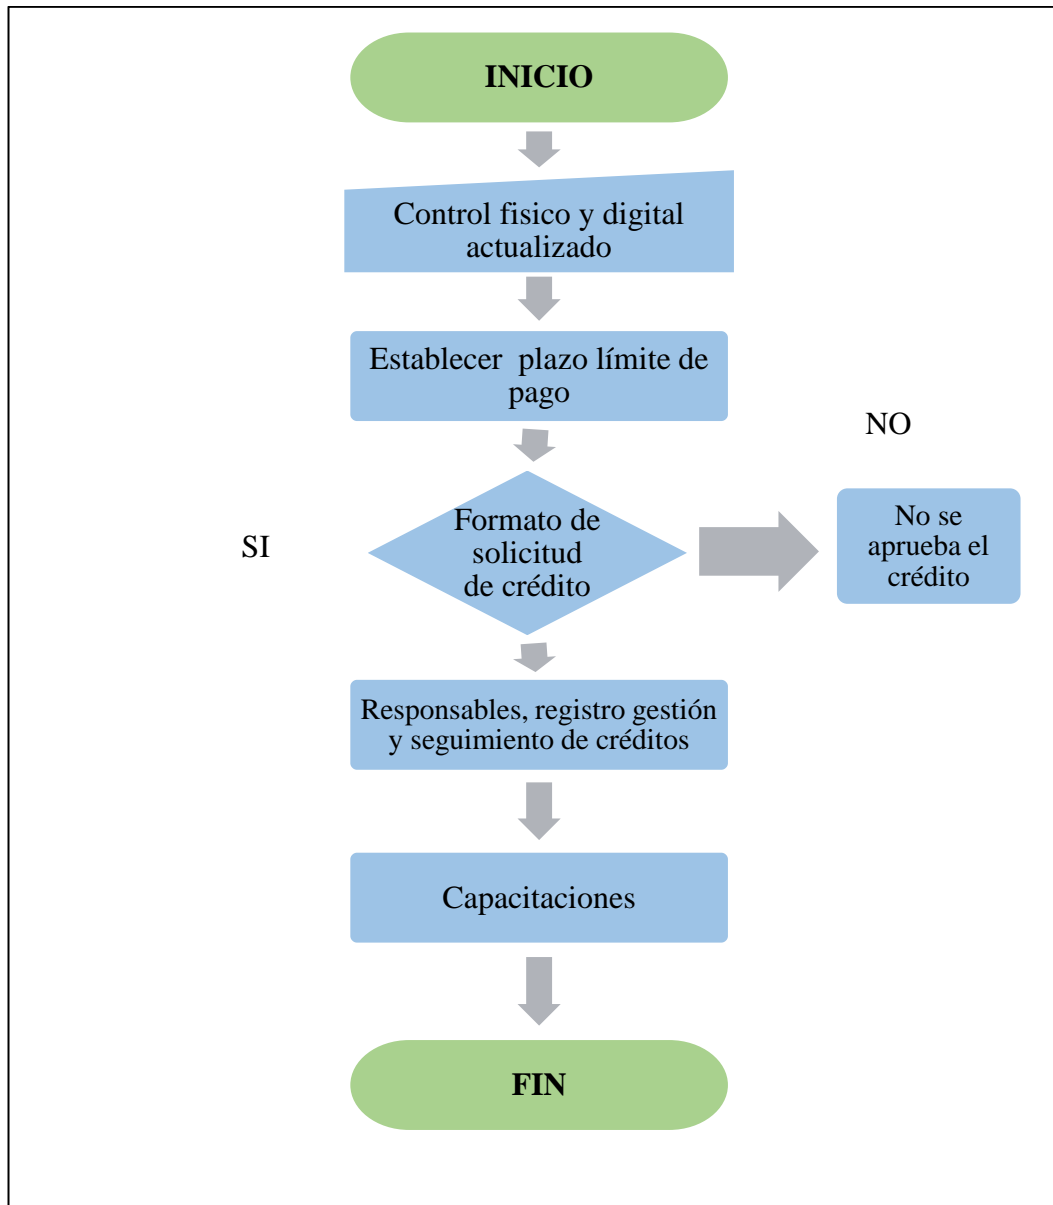 INICIO
Control fisico y digital
actualizado
Establecer  plazo límite de
pago
NO
SI
Formato de
solicitud
de crédito
No se
aprueba el
crédito
Responsables, registro gestión
y seguimiento de créditos
Capacitaciones
FIN